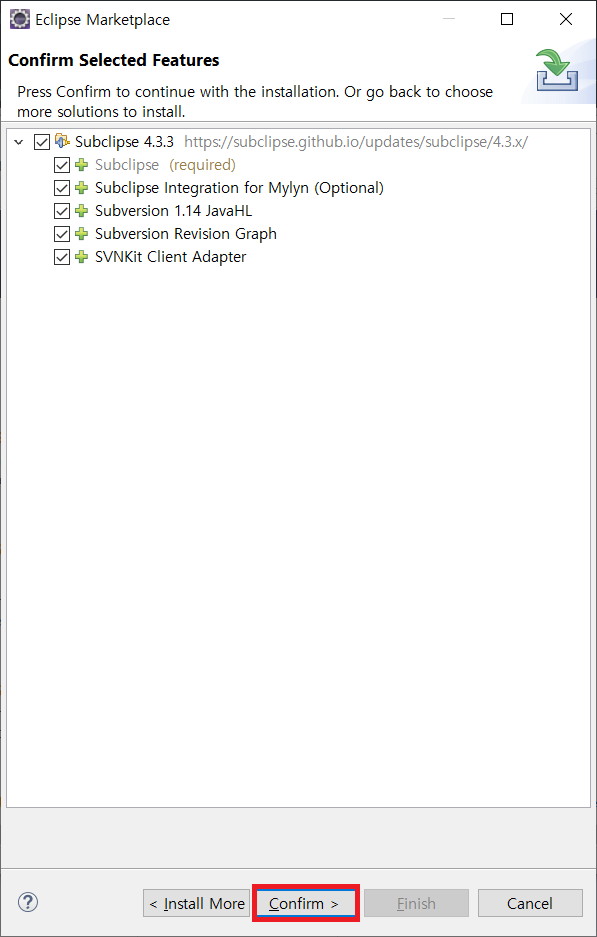 Eclipse Marketplace
Confirm Selected Features
Press Confirm to continue with the installation. Or go back to choose
more solutions to install.
Subclipse 4.3.3 https://subclipse.github.io/updates/subclipse/4.3.x/
Subclipse (required)
Subclipse Integration for Mylyn (Optional)
Subversion 1.14 JavaHL
Subversion Revision Graph
SVNKit Client Adapter
? < Install More Confirm > Finish Cancel